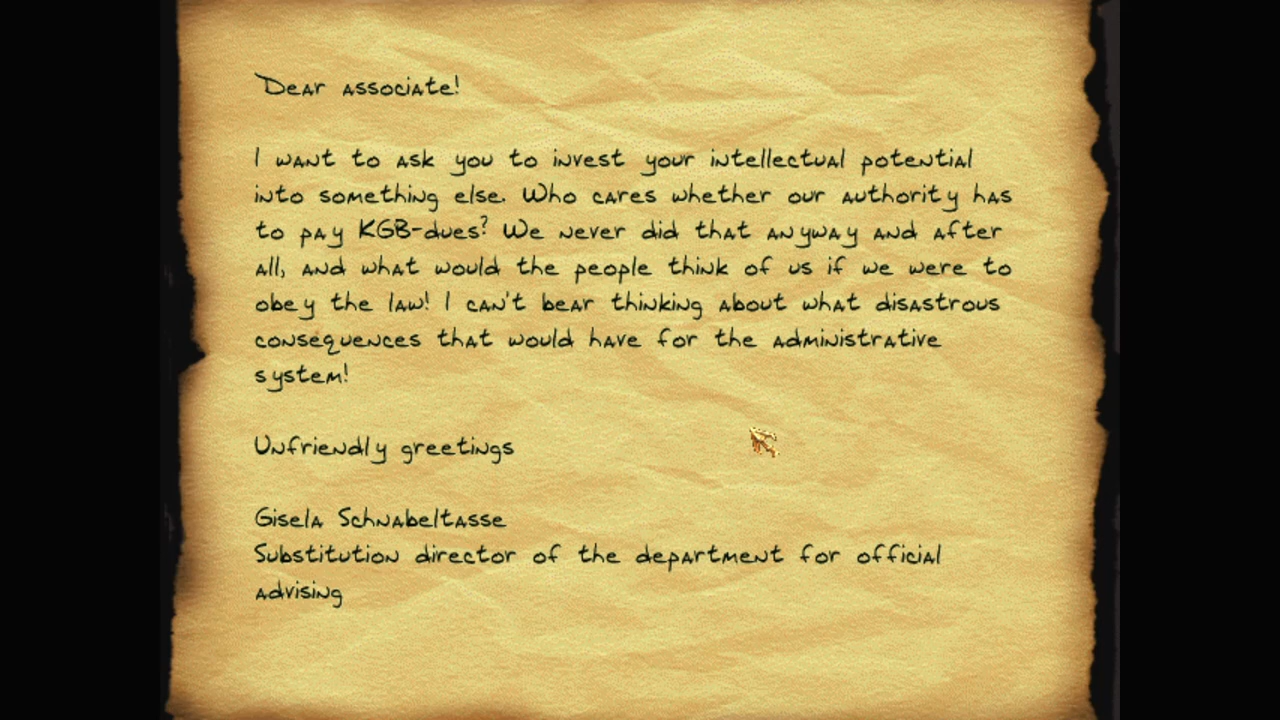 Dear associate!
I want to ask you to invest your intellectual potential
into something else. Who cares whether our authority has
to pay KGB-dues? We never did that anyway and after
all, and what would the people think of us if we were to
obey the law! I can't bear thinking about what disastrous
consequences that would have for the administrative
system!
Unfriendly greetings
Gisela Schnabeltasse
Substitution director of the department for official
advising